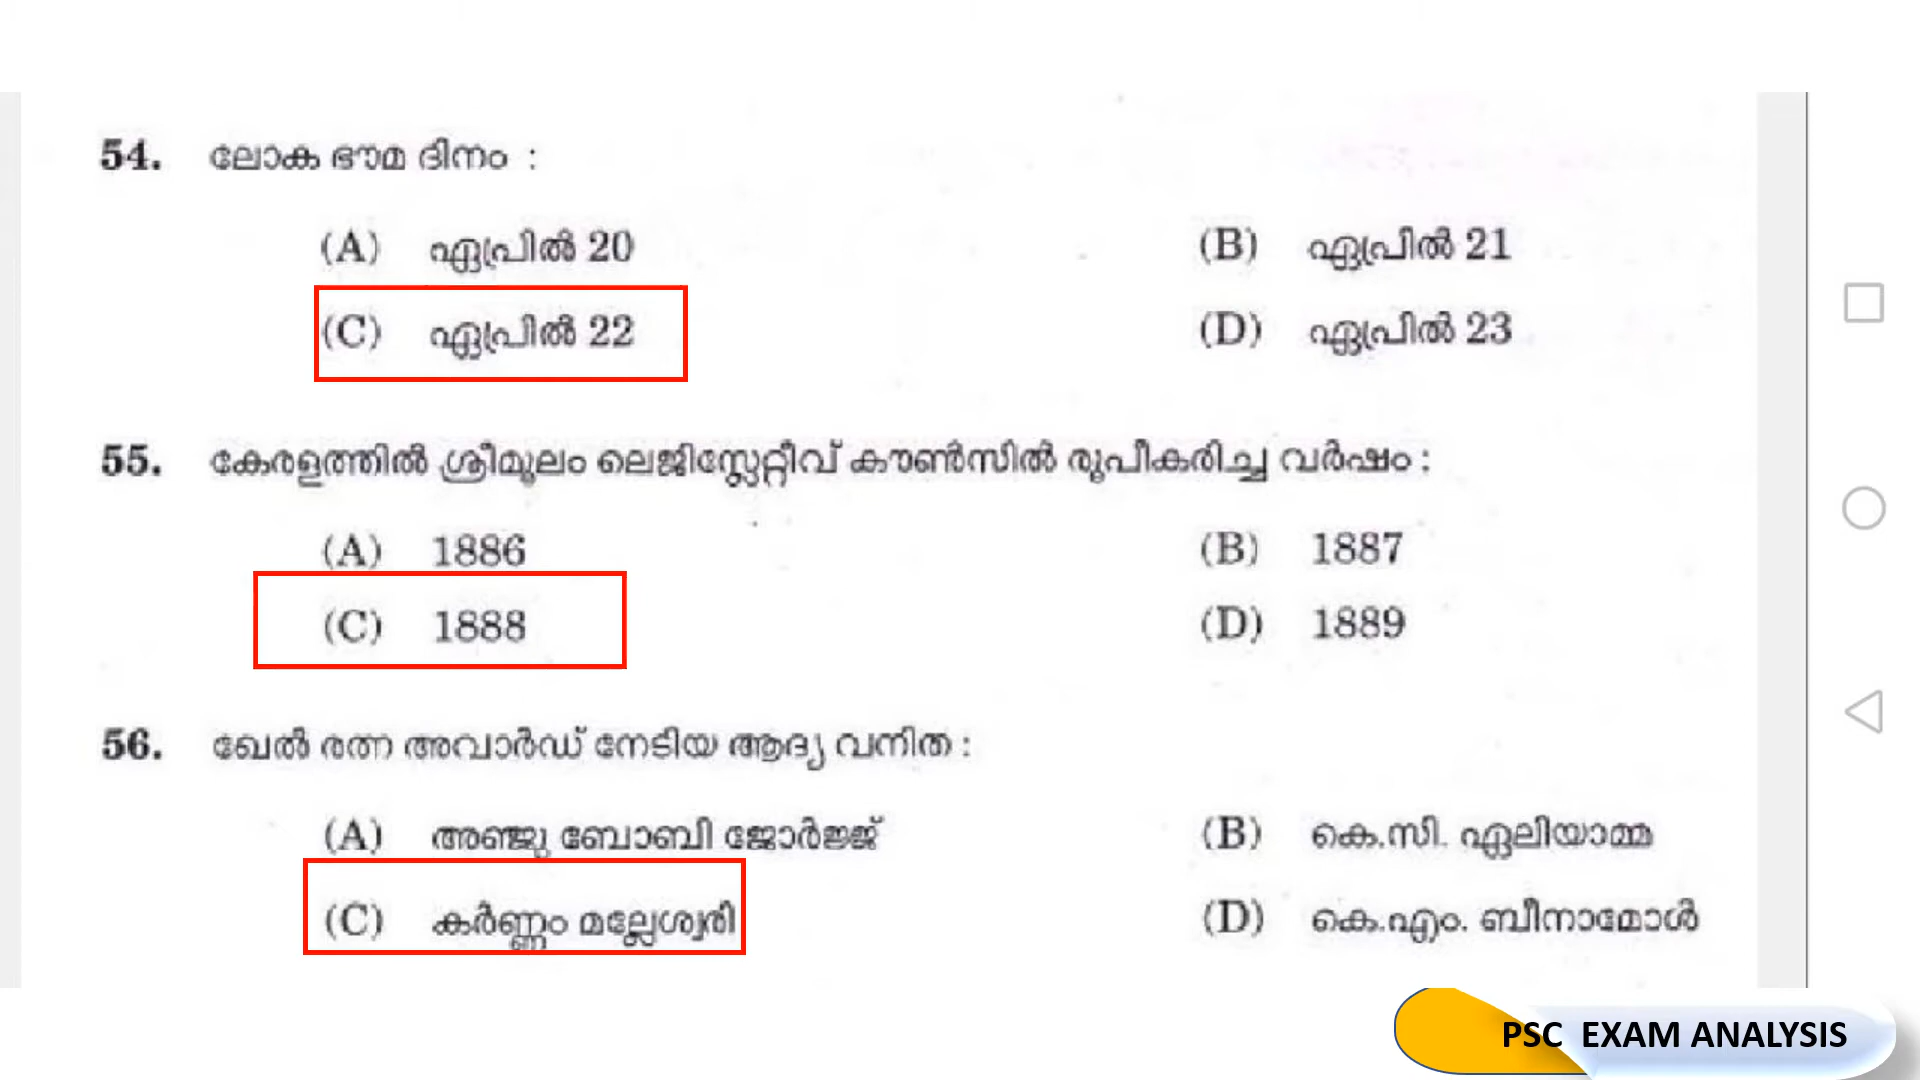 54. ലോക ഭൗമ ദിനം :
(A) ഏപ്രിൽ 20 (B) ഏപ്രിൽ 21
(C) ഏപ്രിൽ 22 (D) ഏപ്രിൽ 23
55. കേരളത്തിൽ ശ്രീമൂലം ലെജിസ്ലേറ്റീവ് കൗൺസിൽ രൂപീകരിച്ച വർഷം :
(A) 1886 (B) 1887
(C) 1888 (D) 1889
56. ഖേൽ രത്ന അവാർഡ് നേടിയ ആദ്യ വനിത :
(A) അഞ്ജു ബോബി ജോർജ്ജ് (B) കെ.സി. ഏലിയാമ്മ
(C) കർണ്ണം മല്ലേശ്വരി (D) കെ.എം. ബീനാമോൾ
PSC EXAM ANALYSIS